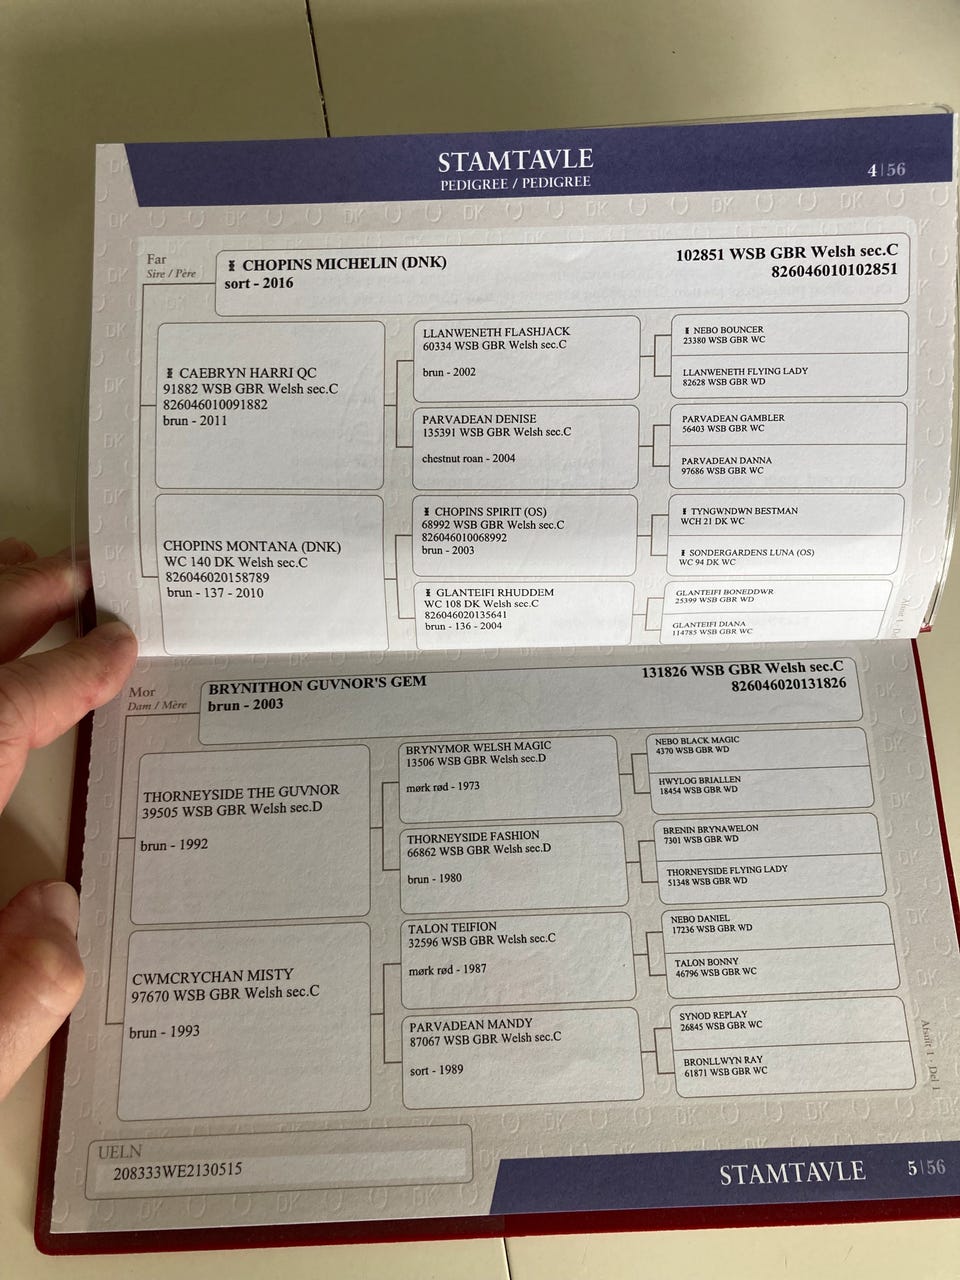 STAMTAVLE
PEDIGREE / PEDIGREE
4|56
Far
Sire / Père
CHOPINS MICHELIN (DNK)
sort - 2016
102851 WSB GBR Welsh sec.C
826046010102851
CAEBRYN HARRI QC
91882 WSB GBR Welsh sec.C
826046010091882
brun - 2011
LLANWENETH FLASHJACK
60334 WSB GBR Welsh sec.C
brun - 2002
NEBO BOUNCER
23380 WSB GBR WC
LLANWENETH FLYING LADY
82628 WSB GBR WD
PARVADEAN DENISE
135391 WSB GBR Welsh sec.C
chestnut roan - 2004
PARVADEAN GAMBLER
56403 WSB GBR WC
PARVADEAN DANNA
97686 WSB GBR WC
CHOPINS MONTANA (DNK)
WC 140 DK Welsh sec.C
826046020158789
brun - 137 - 2010
CHOPINS SPIRIT (OS)
68992 WSB GBR Welsh sec.C
826046010068992
brun - 2003
TYNGWNDWN BESTMAN
WCH 21 DK WC
SONDERGARDENS LUNA (OS)
WC 94 DK WC
GLANTEIFI RHUDDEM
WC 108 DK Welsh sec.C
826046020135641
brun - 136 - 2004
GLANTEIFI BONEDDWR
25399 WSB GBR WD
GLANTEIFI DIANA
114785 WSB GBR WC
Mor
Dam / Mère
BRYNITHON GUVNOR'S GEM
brun - 2003
131826 WSB GBR Welsh sec.C
826046020131826
THORNEYSIDE THE GUVNOR
39505 WSB GBR Welsh sec.D
brun - 1992
BRYNYMOR WELSH MAGIC
13506 WSB GBR Welsh sec.D
mørk rød - 1973
NEBO BLACK MAGIC
4370 WSB GBR WD
HWYLOG BRIALLEN
18454 WSB GBR WD
THORNEYSIDE FASHION
66862 WSB GBR Welsh sec.D
brun - 1980
BRENIN BRYNAWELON
7301 WSB GBR WD
THORNEYSIDE FLYING LADY
51348 WSB GBR WD
CWMCRYCHAN MISTY
97670 WSB GBR Welsh sec.C
brun - 1993
TALON TEIFION
32596 WSB GBR Welsh sec.C
mørk rød - 1987
NEBO DANIEL
17236 WSB GBR WD
TALON BONNY
46796 WSB GBR WC
PARVADEAN MANDY
87067 WSB GBR Welsh sec.C
sort - 1989
SYNOD REPLAY
26845 WSB GBR WC
BRONLLWYN RAY
61871 WSB GBR WC
Afsnit 1 - Del 1
UELN
208333WE2130515
STAMTAVLE
5|56